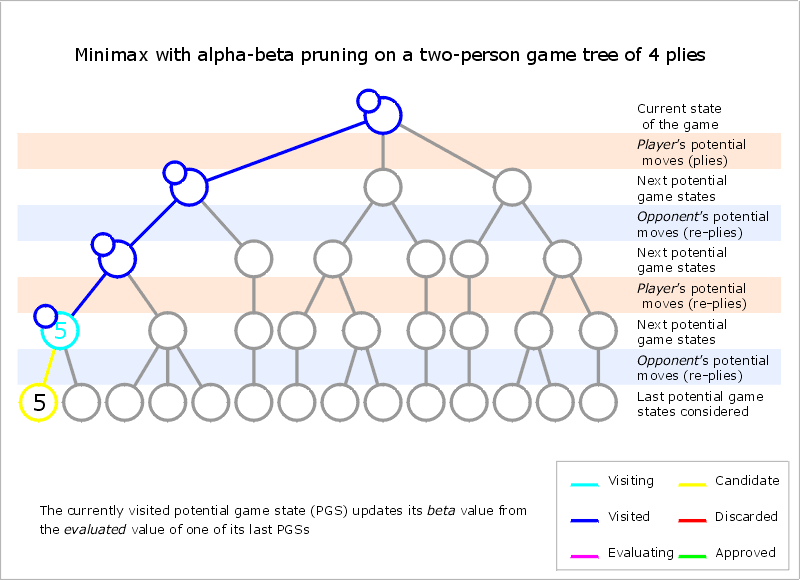 Minimax with alpha-beta pruning on a two-person game tree of 4 plies
Current state
of the game
Player's potential
moves (plies)
Next potential
game states
Opponent's potential
moves (re-plies)
Next potential
game states
Player's potential
moves (re-plies)
5
Next potential
game states
Opponent's potential
moves (re-plies)
5
Last potential game
states considered
The currently visited potential game state (PGS) updates its beta value from
the evaluated value of one of its last PGSs
Visiting
Candidate
Visited
Discarded
Evaluating
Approved